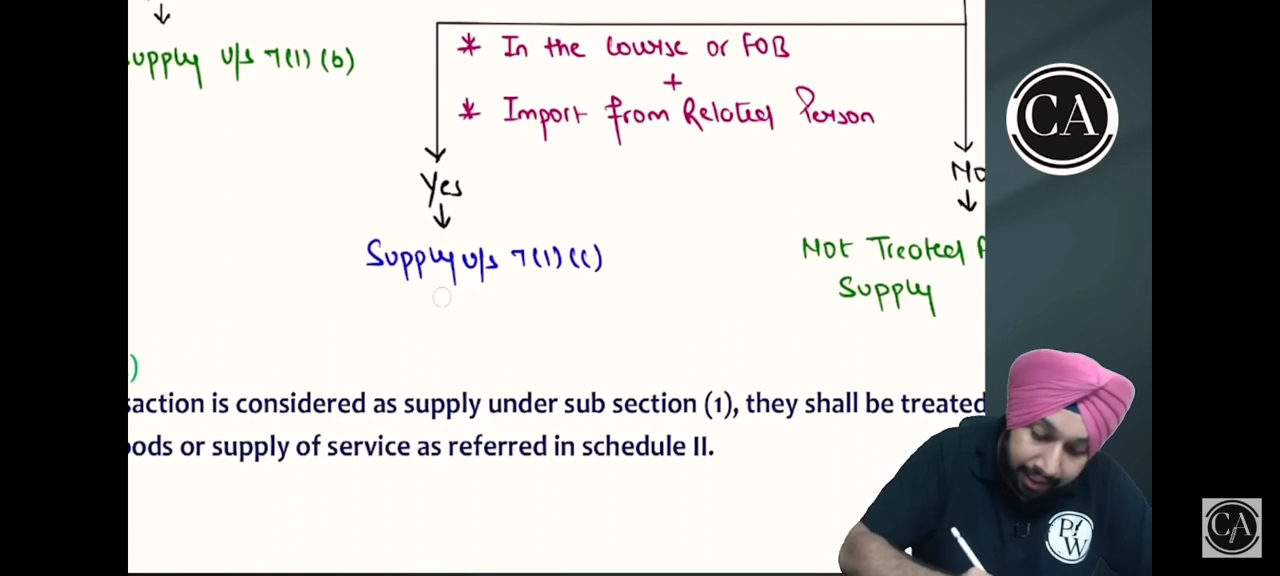 upply u/s 7(1)(b)
* In the course or FOB
+
* Import from Related Person
Yes
No
Supply u/s 7(1)(c)
Not Treated A
Supply
)
saction is considered as supply under sub section (1), they shall be treated
oods or supply of service as referred in schedule II.
CA
PW
CA